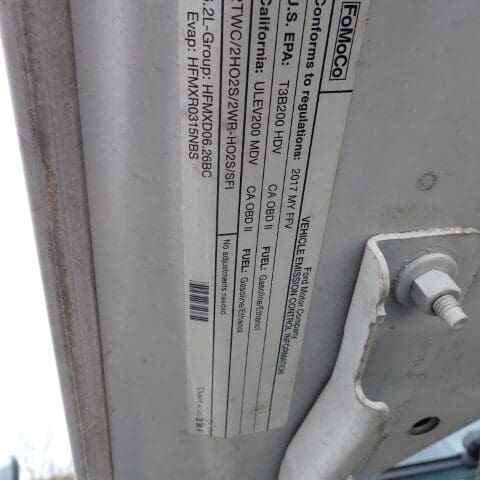 FoMoCo
Ford Motor Company
VEHICLE EMISSION CONTROL INFORMATION
Conforms to regulations: 2017 MY FFV
U.S. EPA: T3B200 HDV CA OBD II FUEL: Gasoline/Ethanol
California: ULEV200 MDV CA OBD II FUEL: Gasoline/Ethanol
TWC/2HO2S/2WR-HO2S/SFI No adjustments needed.
.2L-Group: HFMXD06.26BC
Evap: HFMXR0315NBS